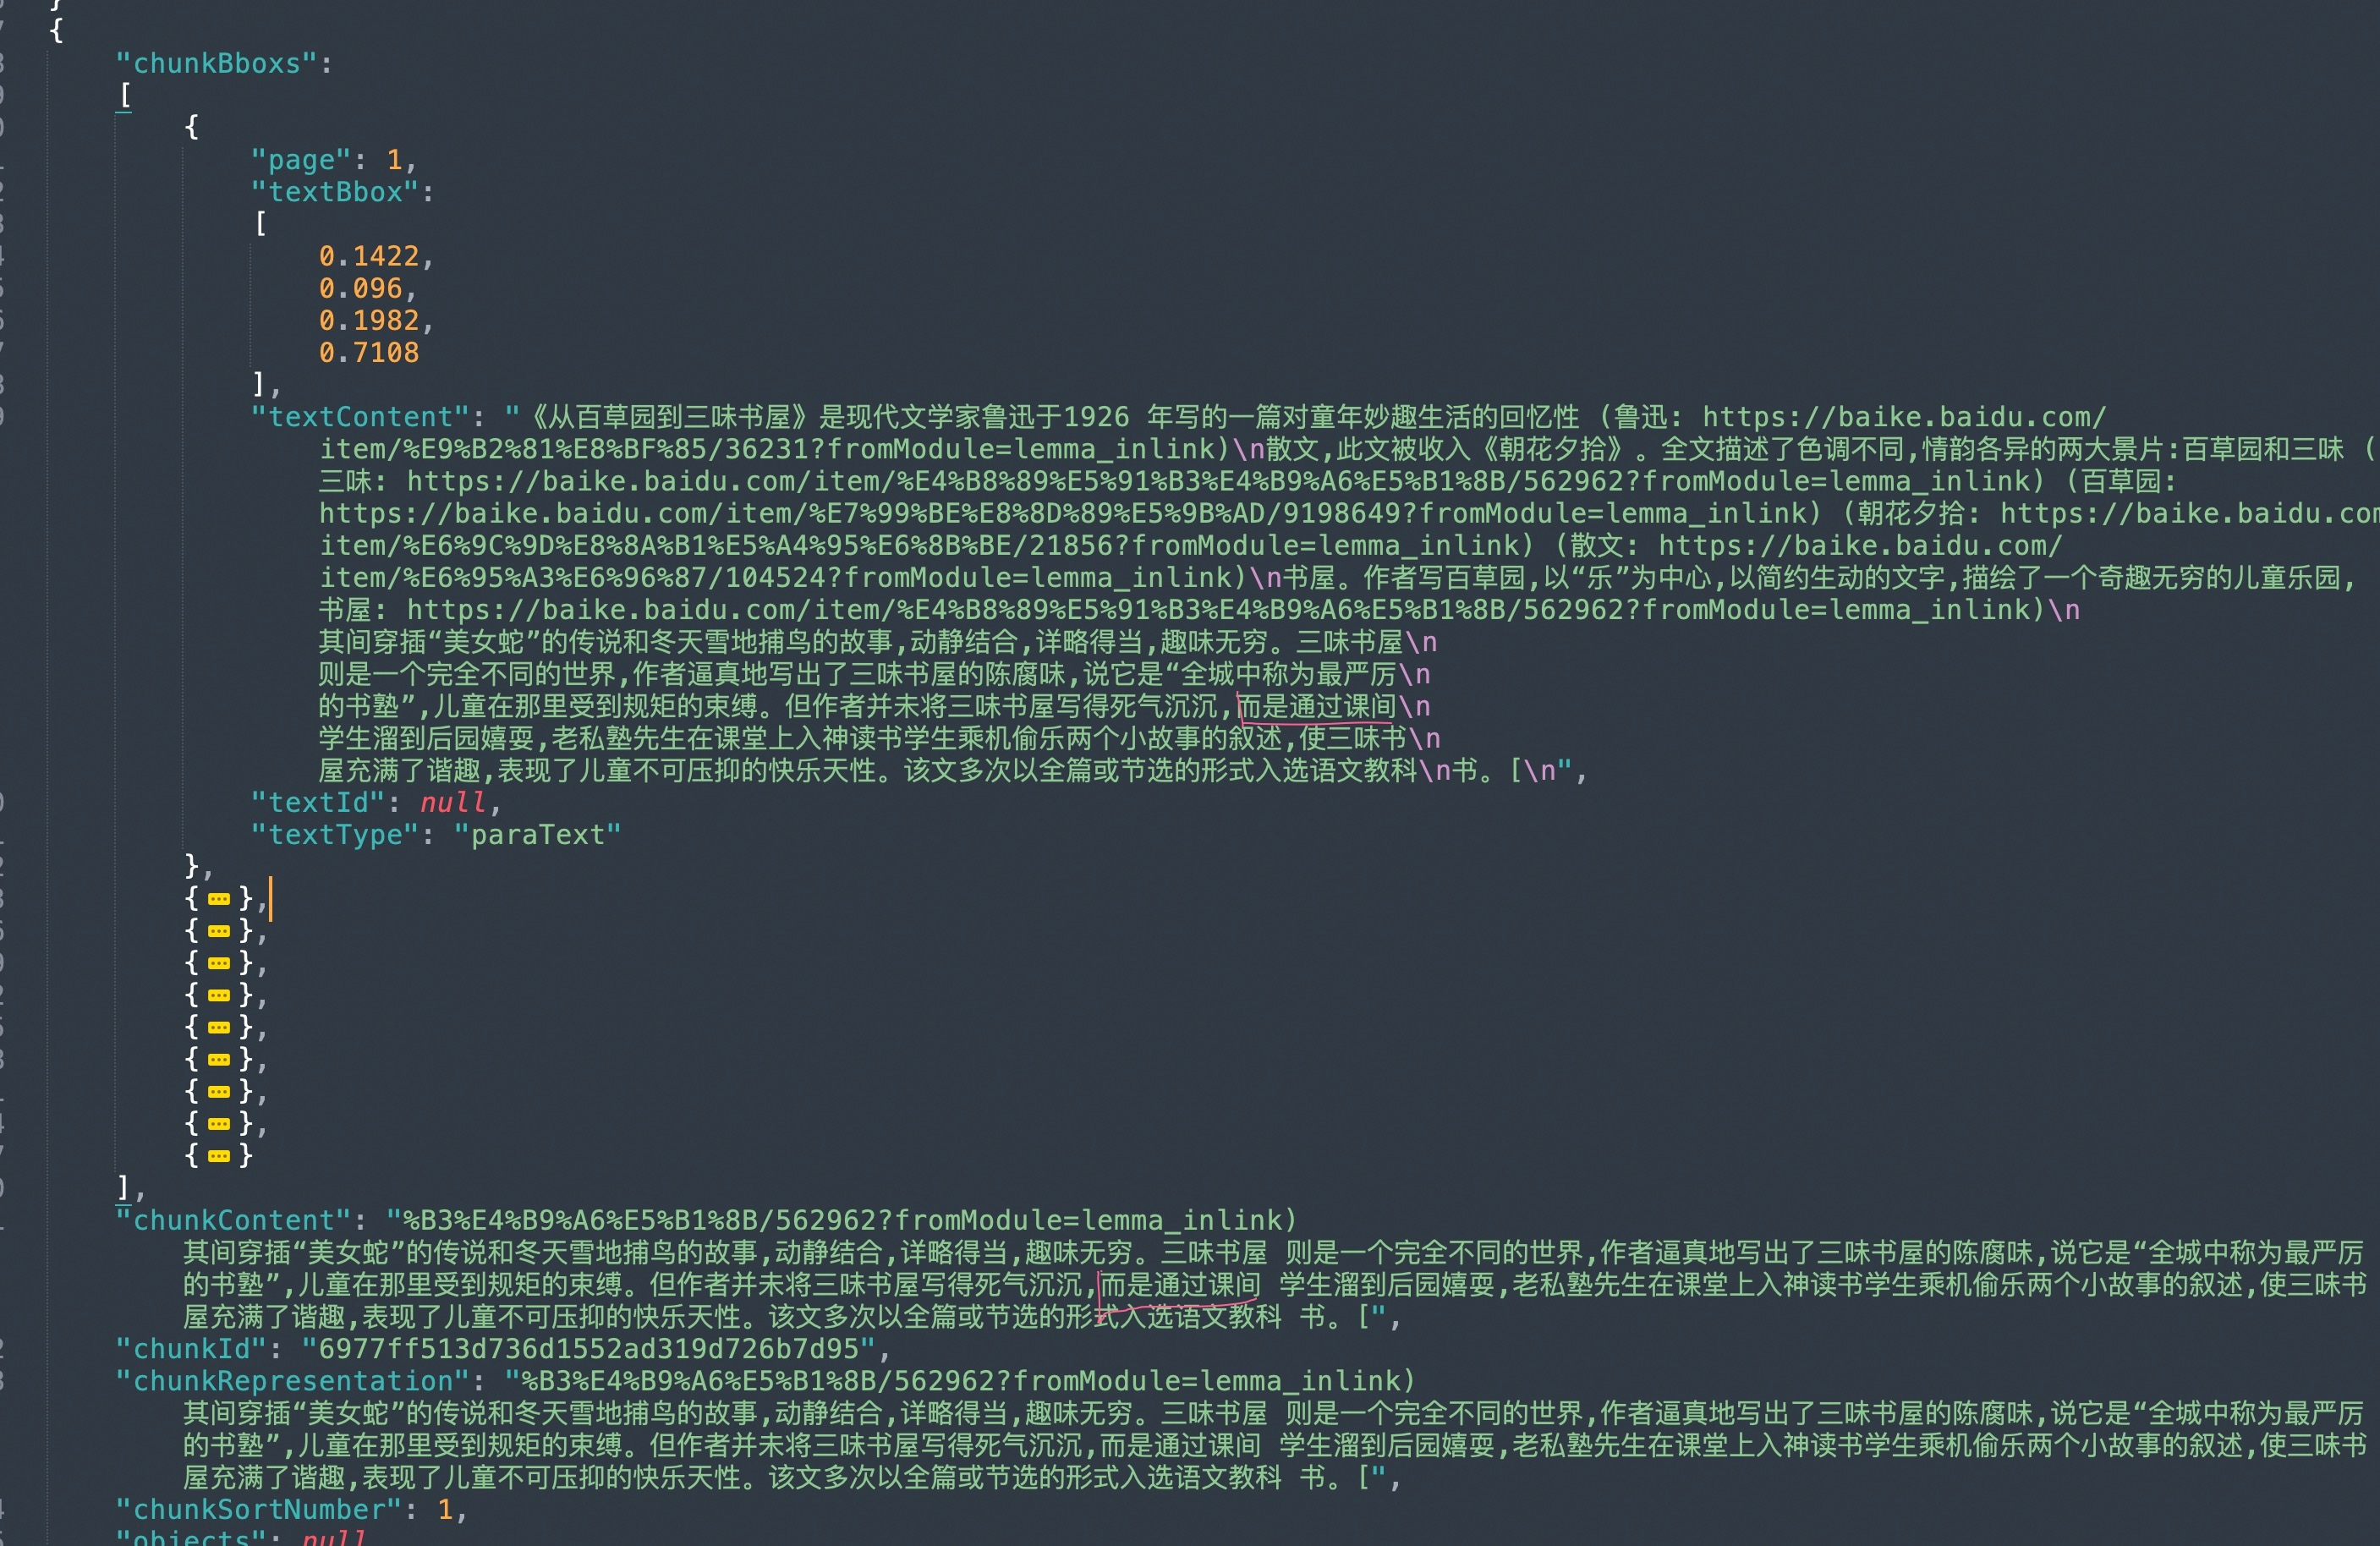 }
{
"chunkBboxs":
[
{
"page": 1,
"textBbox":
[
0.1422,
0.096,
0.1982,
0.7108
],
"textContent": "《从百草园到三味书屋》是现代文学家鲁迅于1926 年写的一篇对童年妙趣生活的回忆性 (鲁迅: https://baike.baidu.com/
item/%E9%B2%81%E8%BF%85/36231?fromModule=lemma_inlink)\n散文,此文被收入《朝花夕拾》。全文描述了色调不同,情韵各异的两大景片:百草园和三味 (
三味: https://baike.baidu.com/item/%E4%B8%89%E5%91%B3%E4%B9%A6%E5%B1%8B/562962?fromModule=lemma_inlink) (百草园:
https://baike.baidu.com/item/%E7%99%BE%E8%8D%89%E5%9B%AD/9198649?fromModule=lemma_inlink) (朝花夕拾: https://baike.baidu.com
item/%E6%9C%9D%E8%8A%B1%E5%A4%95%E6%8B%BE/21856?fromModule=lemma_inlink) (散文: https://baike.baidu.com/
item/%E6%95%A3%E6%96%87/104524?fromModule=lemma_inlink)\n书屋。作者写百草园,以“乐”为中心,以简约生动的文字,描绘了一个奇趣无穷的儿童乐园,
书屋: https://baike.baidu.com/item/%E4%B8%89%E5%91%B3%E4%B9%A6%E5%B1%8B/562962?fromModule=lemma_inlink)\n
其间穿插“美女蛇”的传说和冬天雪地捕鸟的故事,动静结合,详略得当,趣味无穷。三味书屋\n
则是一个完全不同的世界,作者逼真地写出了三味书屋的陈腐味,说它是“全城中称为最严厉\n
的书塾”,儿童在那里受到规矩的束缚。但作者并未将三味书屋写得死气沉沉,而是通过课间\n
学生溜到后园嬉耍,老私塾先生在课堂上入神读书学生乘机偷乐两个小故事的叙述,使三味书\n
屋充满了谐趣,表现了儿童不可压抑的快乐天性。该文多次以全篇或节选的形式入选语文教科\n书。[\n",
"textId": null,
"textType": "paraText"
},
{ },
{ },
{ },
{ },
{ },
{ },
{ },
{ },
{ }
],
"chunkContent": "%B3%E4%B9%A6%E5%B1%8B/562962?fromModule=lemma_inlink)
其间穿插“美女蛇”的传说和冬天雪地捕鸟的故事,动静结合,详略得当,趣味无穷。三味书屋 则是一个完全不同的世界,作者逼真地写出了三味书屋的陈腐味,说它是“全城中称为最严厉
的书塾”,儿童在那里受到规矩的束缚。但作者并未将三味书屋写得死气沉沉,而是通过课间 学生溜到后园嬉耍,老私塾先生在课堂上入神读书学生乘机偷乐两个小故事的叙述,使三味书
屋充满了谐趣,表现了儿童不可压抑的快乐天性。该文多次以全篇或节选的形式入选语文教科 书。[",
"chunkId": "6977ff513d736d1552ad319d726b7d95",
"chunkRepresentation": "%B3%E4%B9%A6%E5%B1%8B/562962?fromModule=lemma_inlink)
其间穿插“美女蛇”的传说和冬天雪地捕鸟的故事,动静结合,详略得当,趣味无穷。三味书屋 则是一个完全不同的世界,作者逼真地写出了三味书屋的陈腐味,说它是“全城中称为最严厉
的书塾”,儿童在那里受到规矩的束缚。但作者并未将三味书屋写得死气沉沉,而是通过课间 学生溜到后园嬉耍,老私塾先生在课堂上入神读书学生乘机偷乐两个小故事的叙述,使三味书
屋充满了谐趣,表现了儿童不可压抑的快乐天性。该文多次以全篇或节选的形式入选语文教科 书。[",
"chunkSortNumber": 1,
"objects": null